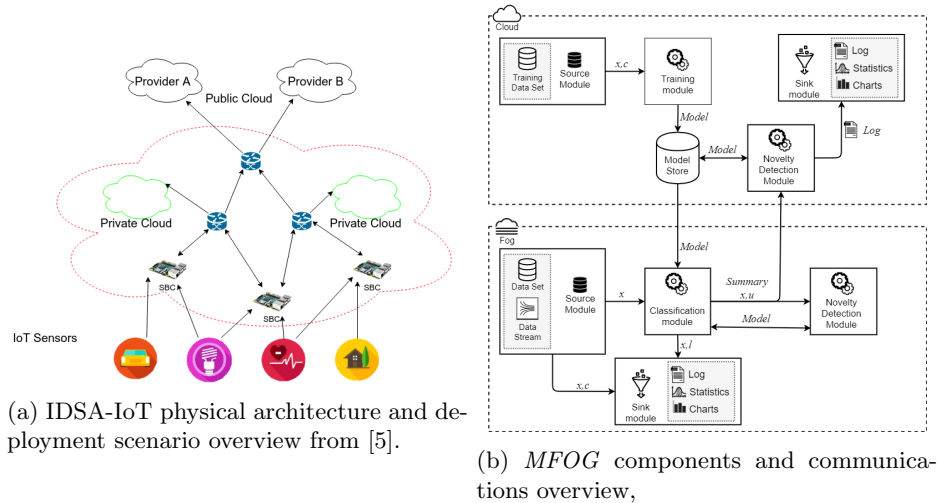 Provider A
Provider B
Public Cloud
Private Cloud
Private Cloud
SBC
SBC
SBC
IoT Sensors
(a) IDSA-IoT physical architecture and de-
ployment scenario overview from [5].
Cloud
Training
Data Set
Source
Module
x,c
Training
module
Model
Model
Store
Model
Novelty
Detection
Module
Log
Sink
module
Log
Statistics
Charts
Fog
Model
Data Set
Data
Stream
Source
Module
x
Classification
module
Summary
x,u
Model
Novelty
Detection
Module
x,l
x,c
Sink
module
Log
Statistics
Charts
(b) MFOG components and communica-
tions overview,